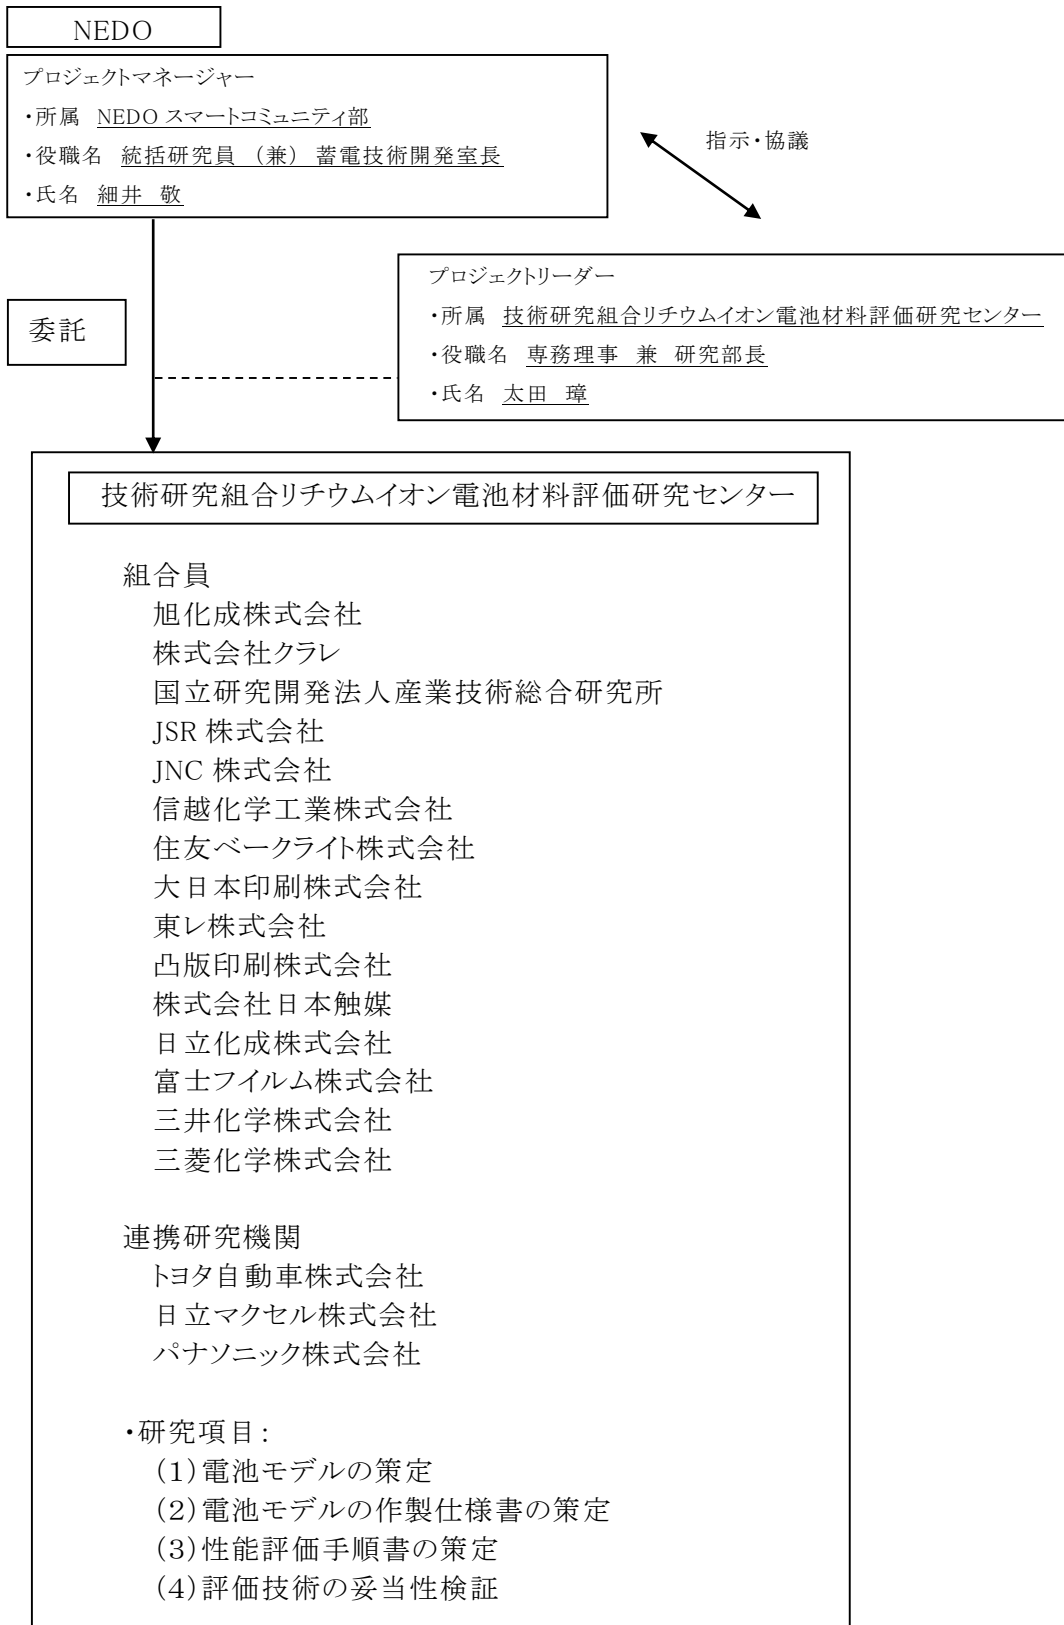 NEDO
プロジェクトマネージャー
・所属 NEDO スマートコミュニティ部
・役職名 統括研究員 （兼） 蓄電技術開発室長
・氏名 細井 敬
指示・協議
プロジェクトリーダー
・所属 技術研究組合リチウムイオン電池材料評価研究センター
・役職名 専務理事 兼 研究部長
・氏名 太田 璋
委託
技術研究組合リチウムイオン電池材料評価研究センター
組合員
旭化成株式会社
株式会社クラレ
国立研究開発法人産業技術総合研究所
JSR 株式会社
JNC 株式会社
信越化学工業株式会社
住友ベークライト株式会社
大日本印刷株式会社
東レ株式会社
凸版印刷株式会社
株式会社日本触媒
日立化成株式会社
富士フイルム株式会社
三井化学株式会社
三菱化学株式会社
連携研究機関
トヨタ自動車株式会社
日立マクセル株式会社
パナソニック株式会社
・研究項目：
（１）電池モデルの策定
（２）電池モデルの作製仕様書の策定
（３）性能評価手順書の策定
（４）評価技術の妥当性検証